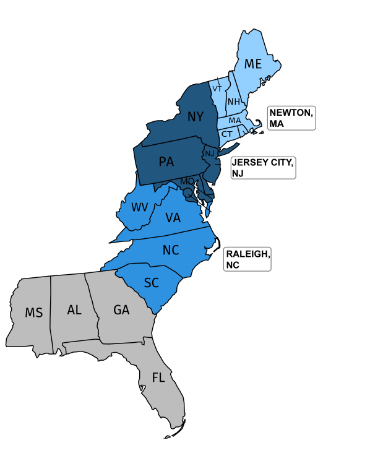 ME
VT
NH
NY
MA
NEWTON,
MA
CT
PA
NJ
JERSEY CITY,
NJ
MD
WV
VA
NC
RALEIGH,
NC
SC
MS
AL
GA
FL